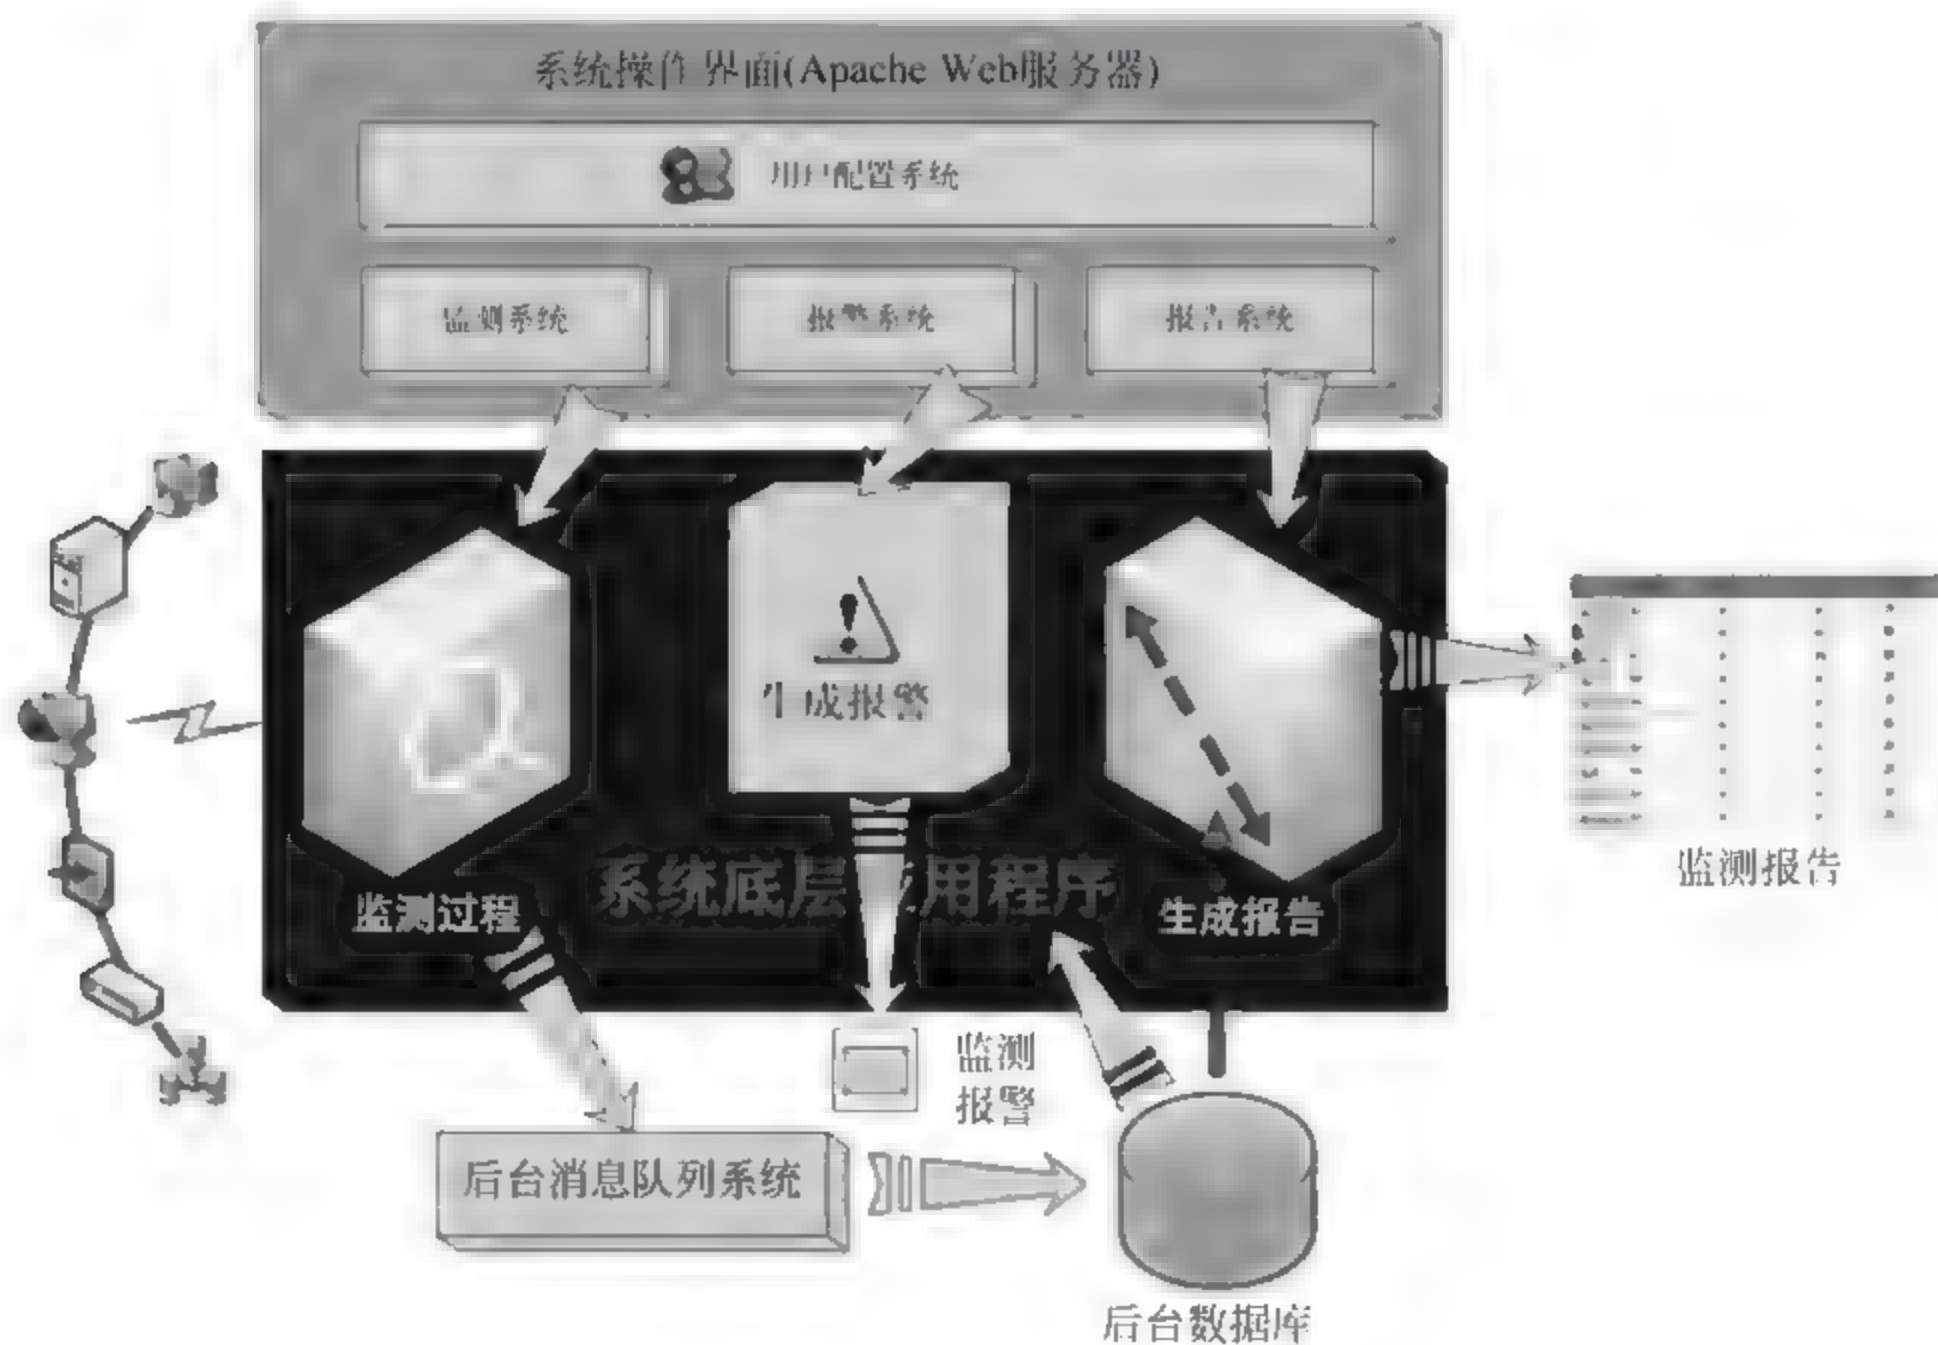 系统操作界面(Apache Web服务器)
用户配置系统
监测系统
报警系统
报告系统
生成报警
系统底层应用程序
监测过程
生成报告
监测报告
监测
报警
后台消息队列系统
后台数据库